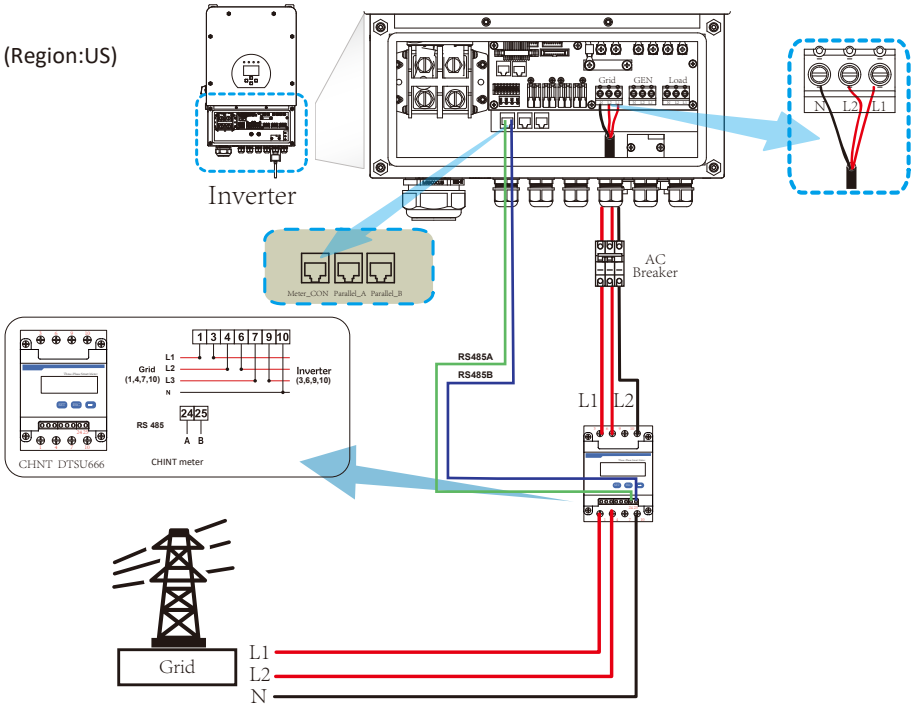 (Region:US)
Inverter
Grid GEN Load
N L2 L1
Meter_CON Parallel_A Parallel_B
AC
Breaker
RS485A
RS485B
1 3 4 6 7 9 10
L1
L2
L3
N
Grid
(1,4,7,10)
Inverter
(3,6,9,10)
24 25
RS 485
A B
CHNT DTSU666
CHINT meter
L1 L2
Grid
L1
L2
N